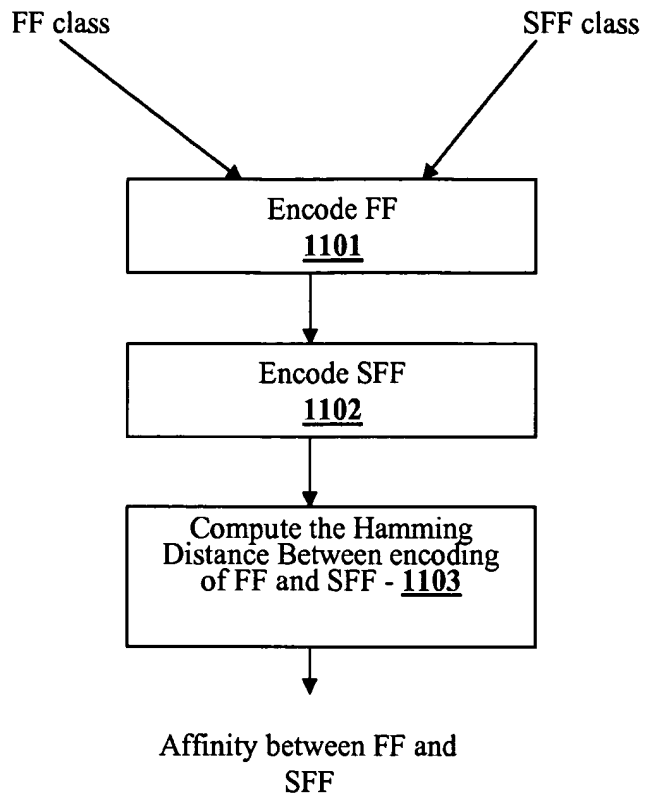 FF class
SFF class
Encode FF
1101
Encode SFF
1102
Compute the Hamming
Distance Between encoding
of FF and SFF - 1103
Affinity between FF and
SFF